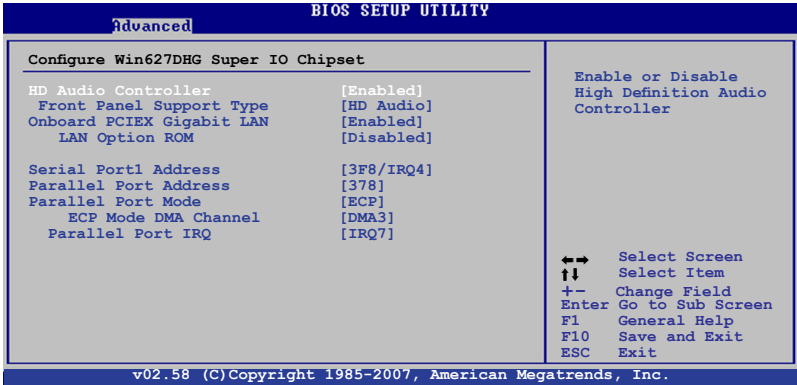 BIOS SETUP UTILITY
Advanced
Configure Win627DHG Super IO Chipset
HD Audio Controller [Enabled]
Front Panel Support Type [HD Audio]
Onboard PCIEX Gigabit LAN [Enabled]
LAN Option ROM [Disabled]
Serial Port1 Address [3F8/IRQ4]
Parallel Port Address [378]
Parallel Port Mode [ECP]
ECP Mode DMA Channel [DMA3]
Parallel Port IRQ [IRQ7]
Enable or Disable
High Definition Audio
Controller
←→ Select Screen
↑↓ Select Item
+- Change Field
Enter Go to Sub Screen
F1 General Help
F10 Save and Exit
ESC Exit
v02.58 (C)Copyright 1985-2007, American Megatrends, Inc.